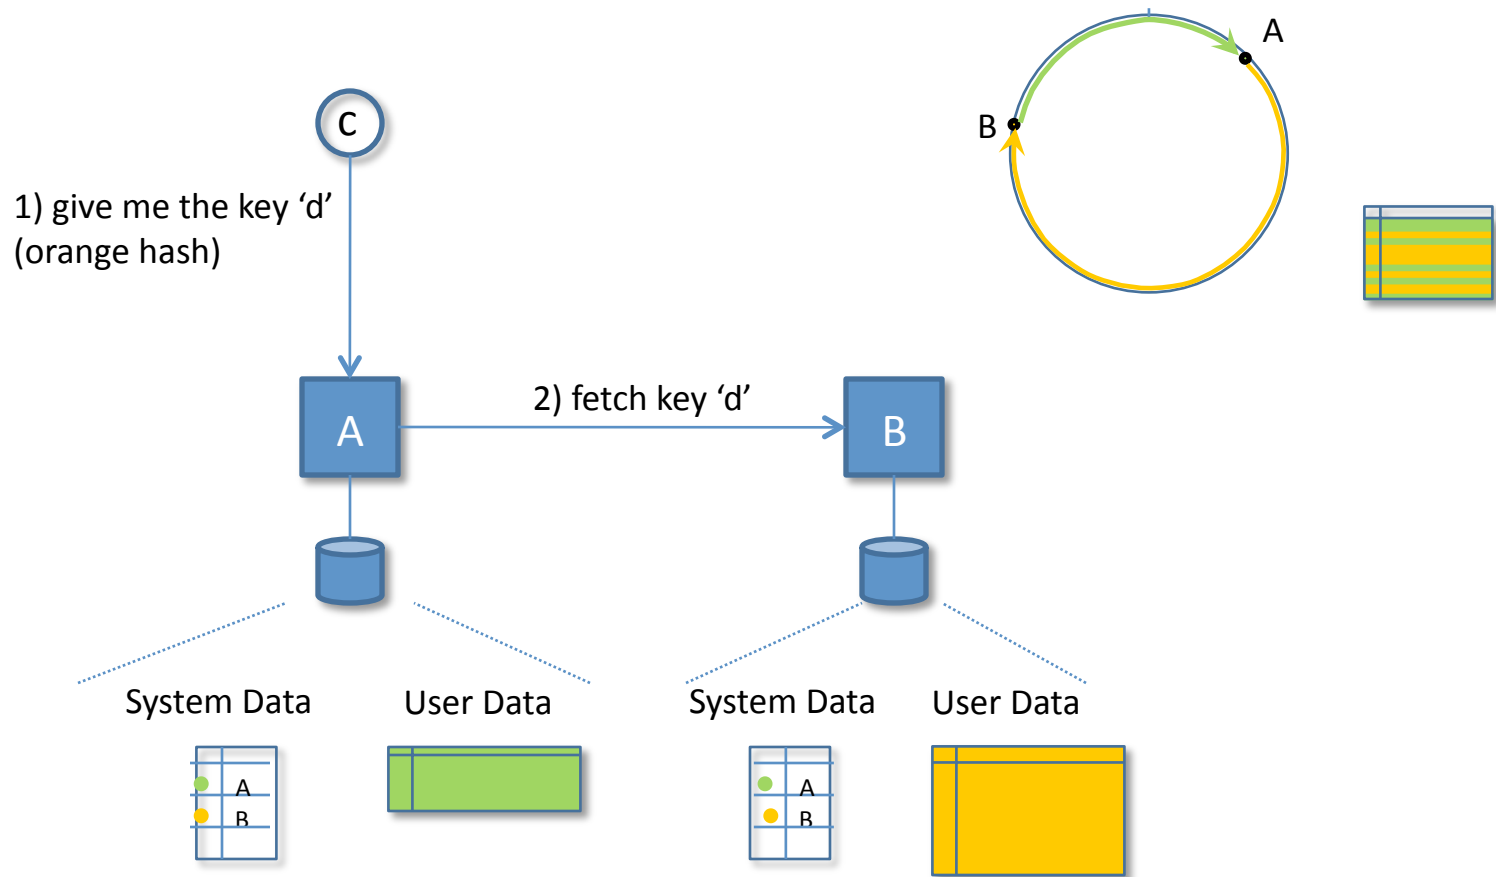 A
B
C
1) give me the key ‘d’
(orange hash)
2) fetch key ‘d’
A
B
System Data
User Data
System Data
User Data
A
B
A
B